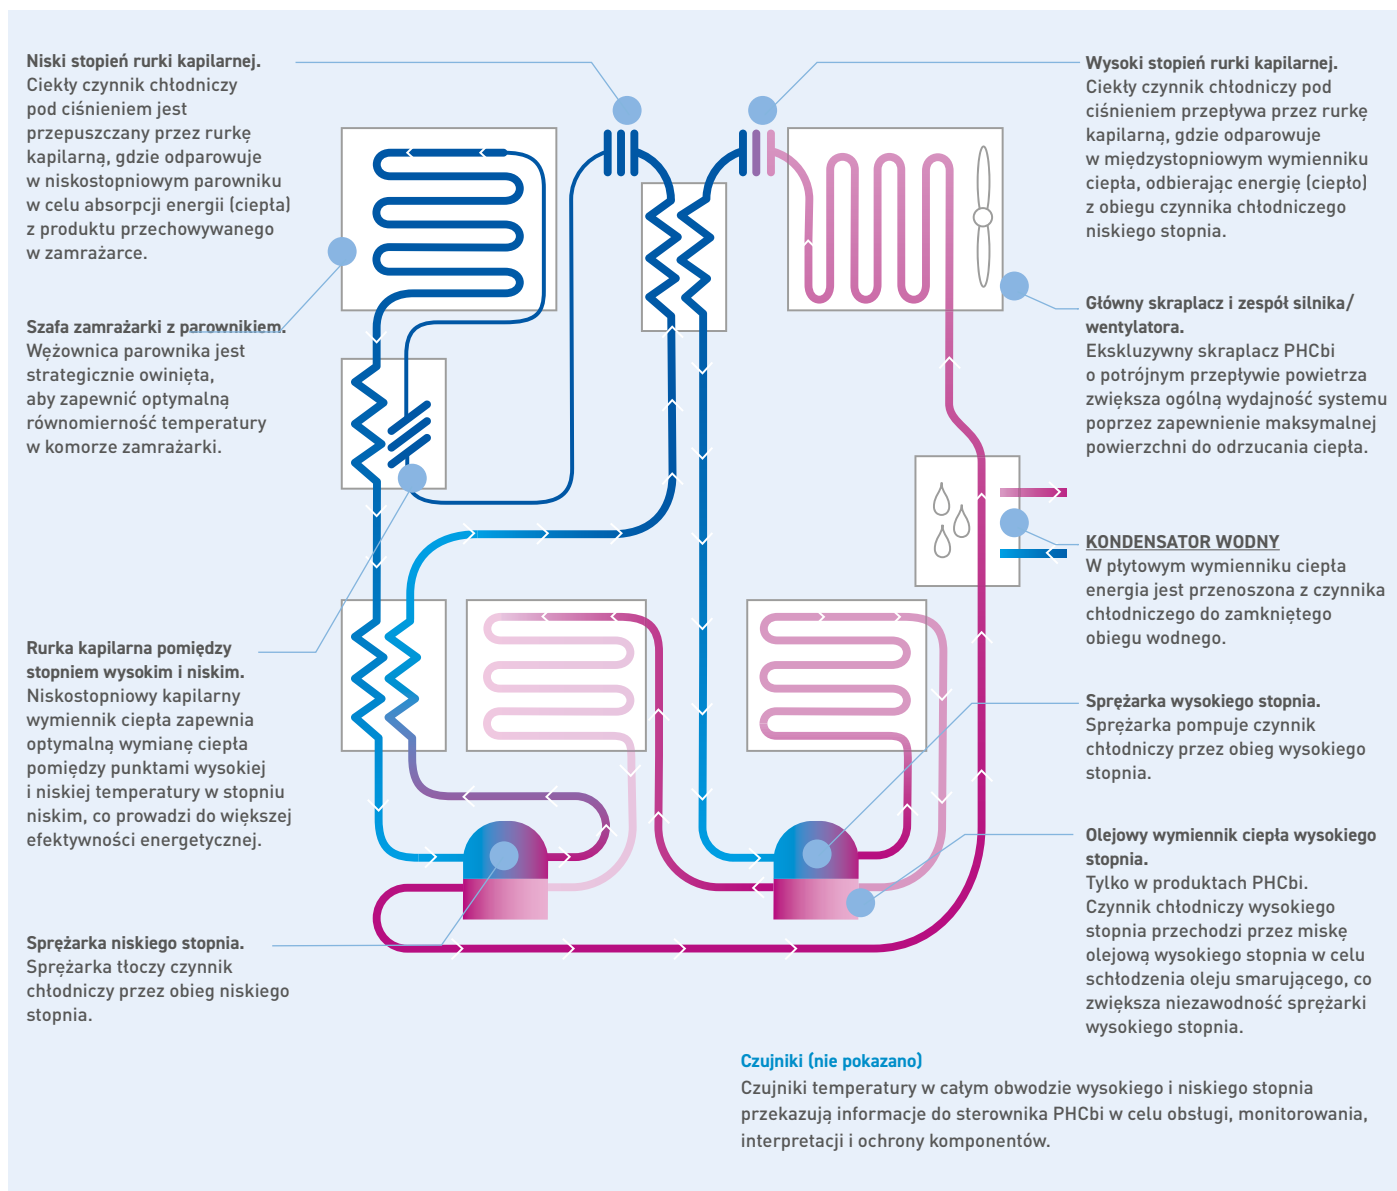 Niski stopień rurki kapilarnej.
Ciekły czynnik chłodniczy
pod ciśnieniem jest
przepuszczany przez rurkę
kapilarną, gdzie odparowuje
w niskostopniowym parowniku
w celu absorpcji energii (ciepła)
z produktu przechowywanego
w zamrażarce.
Szafa zamrażarki z parownikiem.
Wężownica parownika jest
strategicznie owinięta,
aby zapewnić optymalną
równomierność temperatury
w komorze zamrażarki.
Rurka kapilarna pomiędzy
stopniem wysokim i niskim.
Niskostopniowy kapilarny
wymiennik ciepła zapewnia
optymalną wymianę ciepła
pomiędzy punktami wysokiej
i niskiej temperatury w stopniu
niskim, co prowadzi do większej
efektywności energetycznej.
Sprężarka niskiego stopnia.
Sprężarka tłoczy czynnik
chłodniczy przez obieg niskiego
stopnia.
Wysoki stopień rurki kapilarnej.
Ciekły czynnik chłodniczy pod
ciśnieniem przepływa przez rurkę
kapilarną, gdzie odparowuje
w międzystopniowym wymienniku
ciepła, odbierając energię (ciepło)
z obiegu czynnika chłodniczego
niskiego stopnia.
Główny skraplacz i zespół silnika/
wentylatora.
Ekskluzywny skraplacz PHCbi
o potrójnym przepływie powietrza
zwiększa ogólną wydajność systemu
poprzez zapewnienie maksymalnej
powierzchni do odrzucania ciepła.
KONDENSATOR WODNY
W płytowym wymienniku ciepła
energia jest przenoszona z czynnika
chłodniczego do zamkniętego
obiegu wodnego.
Sprężarka wysokiego stopnia.
Sprężarka pompuje czynnik
chłodniczy przez obieg wysokiego
stopnia.
Olejowy wymiennik ciepła wysokiego
stopnia.
Tylko w produktach PHCbi.
Czynnik chłodniczy wysokiego
stopnia przechodzi przez miskę
olejową wysokiego stopnia w celu
schłodzenia oleju smarującego, co
zwiększa niezawodność sprężarki
wysokiego stopnia.
Czujniki (nie pokazano)
Czujniki temperatury w całym obwodzie wysokiego i niskiego stopnia
przekazują informacje do sterownika PHCbi w celu obsługi, monitorowania,
interpretacji i ochrony komponentów.